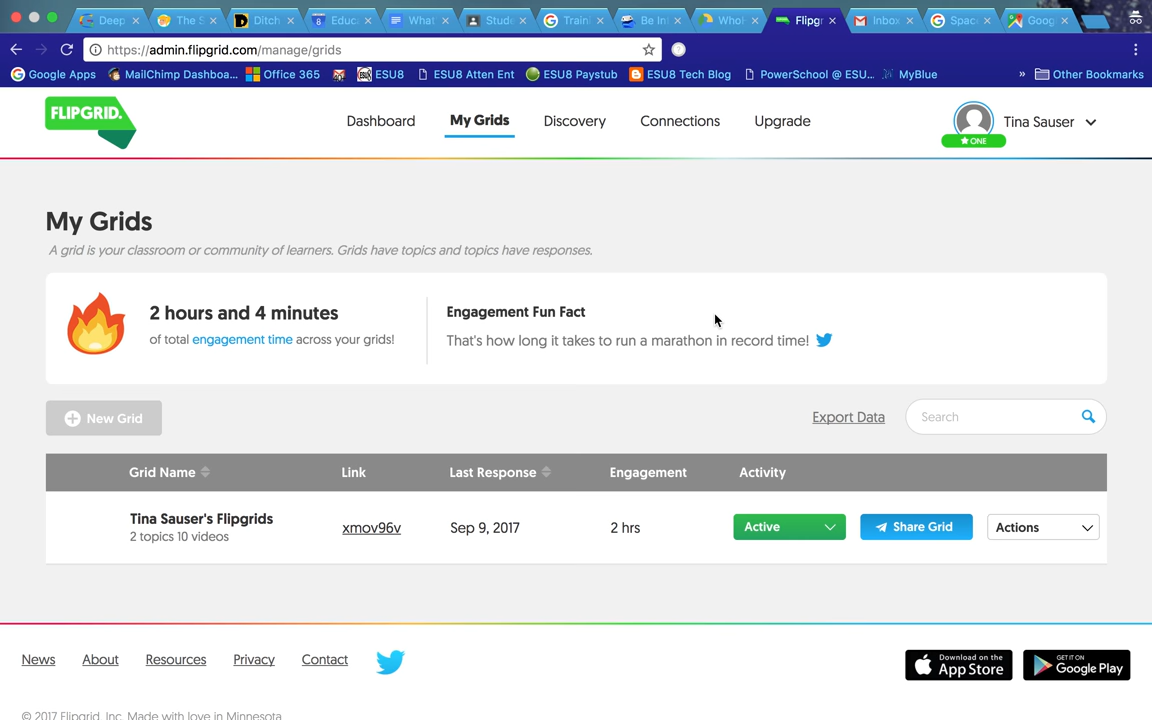 Deep The S Ditch Educ What Stude Traini Be In Who! Flipgr Inbox Spac Goog
https://admin.flipgrid.com/manage/grids
Google Apps MailChimp Dashboa... Office 365 ESU8 ESU8 Atten Ent ESU8 Paystub ESU8 Tech Blog PowerSchool @ ESU... MyBlue » Other Bookmarks
FLIPGRID. Dashboard My Grids Discovery Connections Upgrade Tina Sauser
ONE
My Grids
A grid is your classroom or community of learners. Grids have topics and topics have responses.
2 hours and 4 minutes Engagement Fun Fact
of total engagement time across your grids! That's how long it takes to run a marathon in record time!
New Grid Export Data Search
Grid Name Link Last Response Engagement Activity
Tina Sauser's Flipgrids xmov96v Sep 9, 2017 2 hrs Active Share Grid Actions
2 topics 10 videos
News About Resources Privacy Contact Download on the App Store GET IT ON Google Play
© 2017 Flipgrid, Inc. Made with love in Minnesota